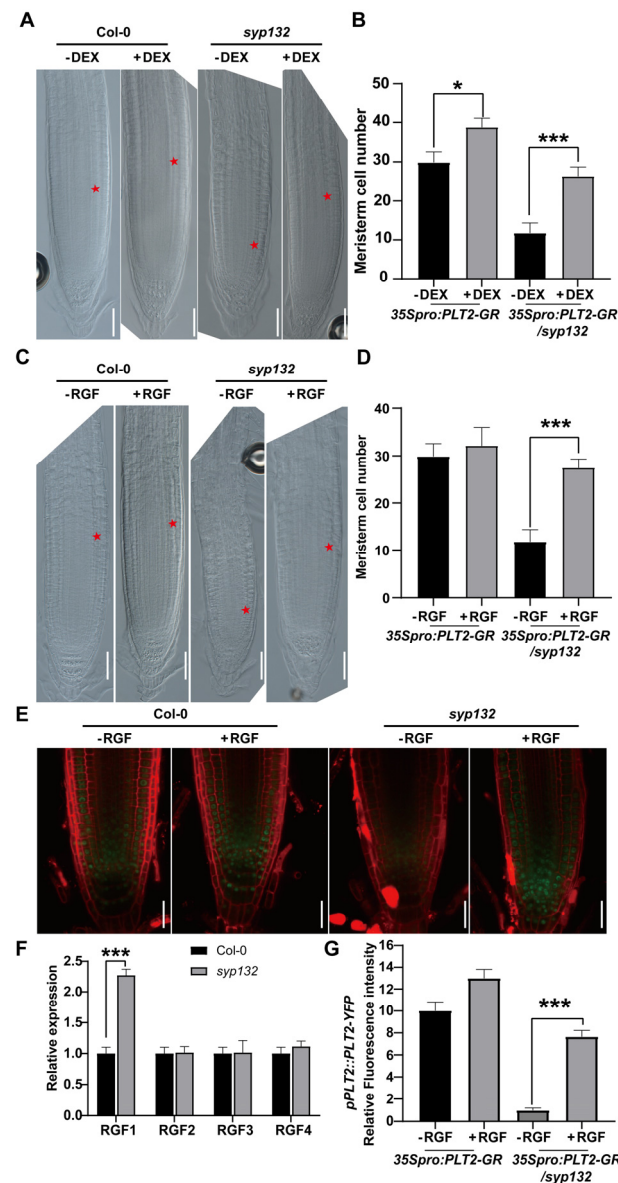 A
Col-0
syp132
-DEX
+DEX
-DEX
+DEX
B
Meristerm cell number
50
40
30
20
10
0
*
***
-DEX
+DEX
-DEX
+DEX
35Spro:PLT2-GR
35Spro:PLT2-GR
/syp132
C
Col-0
syp132
-RGF
+RGF
-RGF
+RGF
D
Meristerm cell number
40
30
20
10
0
***
-RGF
+RGF
-RGF
+RGF
35Spro:PLT2-GR
35Spro:PLT2-GR
/syp132
E
Col-0
syp132
-RGF
+RGF
-RGF
+RGF
F
Relative expression
2.5
2.0
1.5
1.0
0.5
0.0
***
Col-0
syp132
RGF1
RGF2
RGF3
RGF4
G
pPLT2::PLT2-YFP
Relative Fluorescence intensity
16
14
12
10
8
6
4
2
0
***
-RGF
+RGF
-RGF
+RGF
35Spro:PLT2-GR
35Spro:PLT2-GR
/syp132